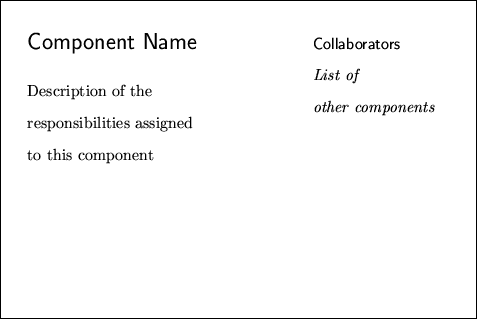 Component Name
Description of the
responsibilities assigned
to this component
Collaborators
List of
other components